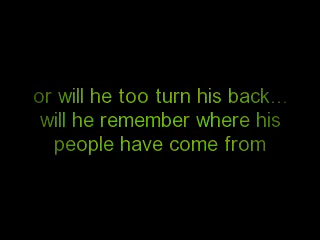 or will he too turn his back...
will he remember where his
people have come from